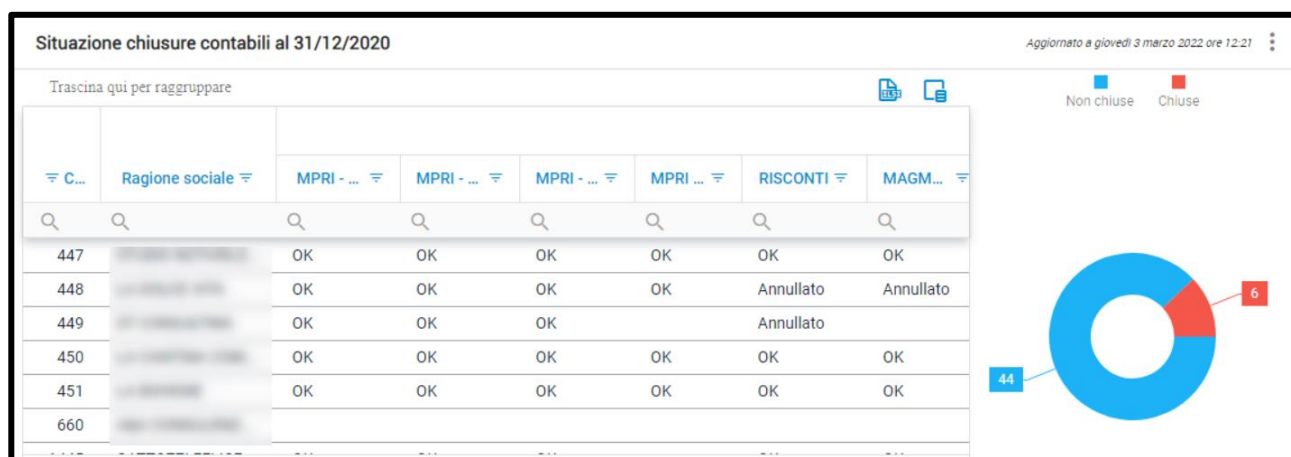 Situazione chiusure contabili al 31/12/2020
Aggiornato a giovedì 3 marzo 2022 ore 12:21
Trascina qui per raggruppare
XLSX
Non chiuse Chiuse
C... Ragione sociale MPRI - ... MPRI - ... MPRI - ... MPRI ... RISCONTI MAGM...
447 OK OK OK OK OK OK
448 OK OK OK OK Annullato Annullato
449 OK OK OK Annullato
450 OK OK OK OK OK OK
451 OK OK OK OK OK OK
660
6
44